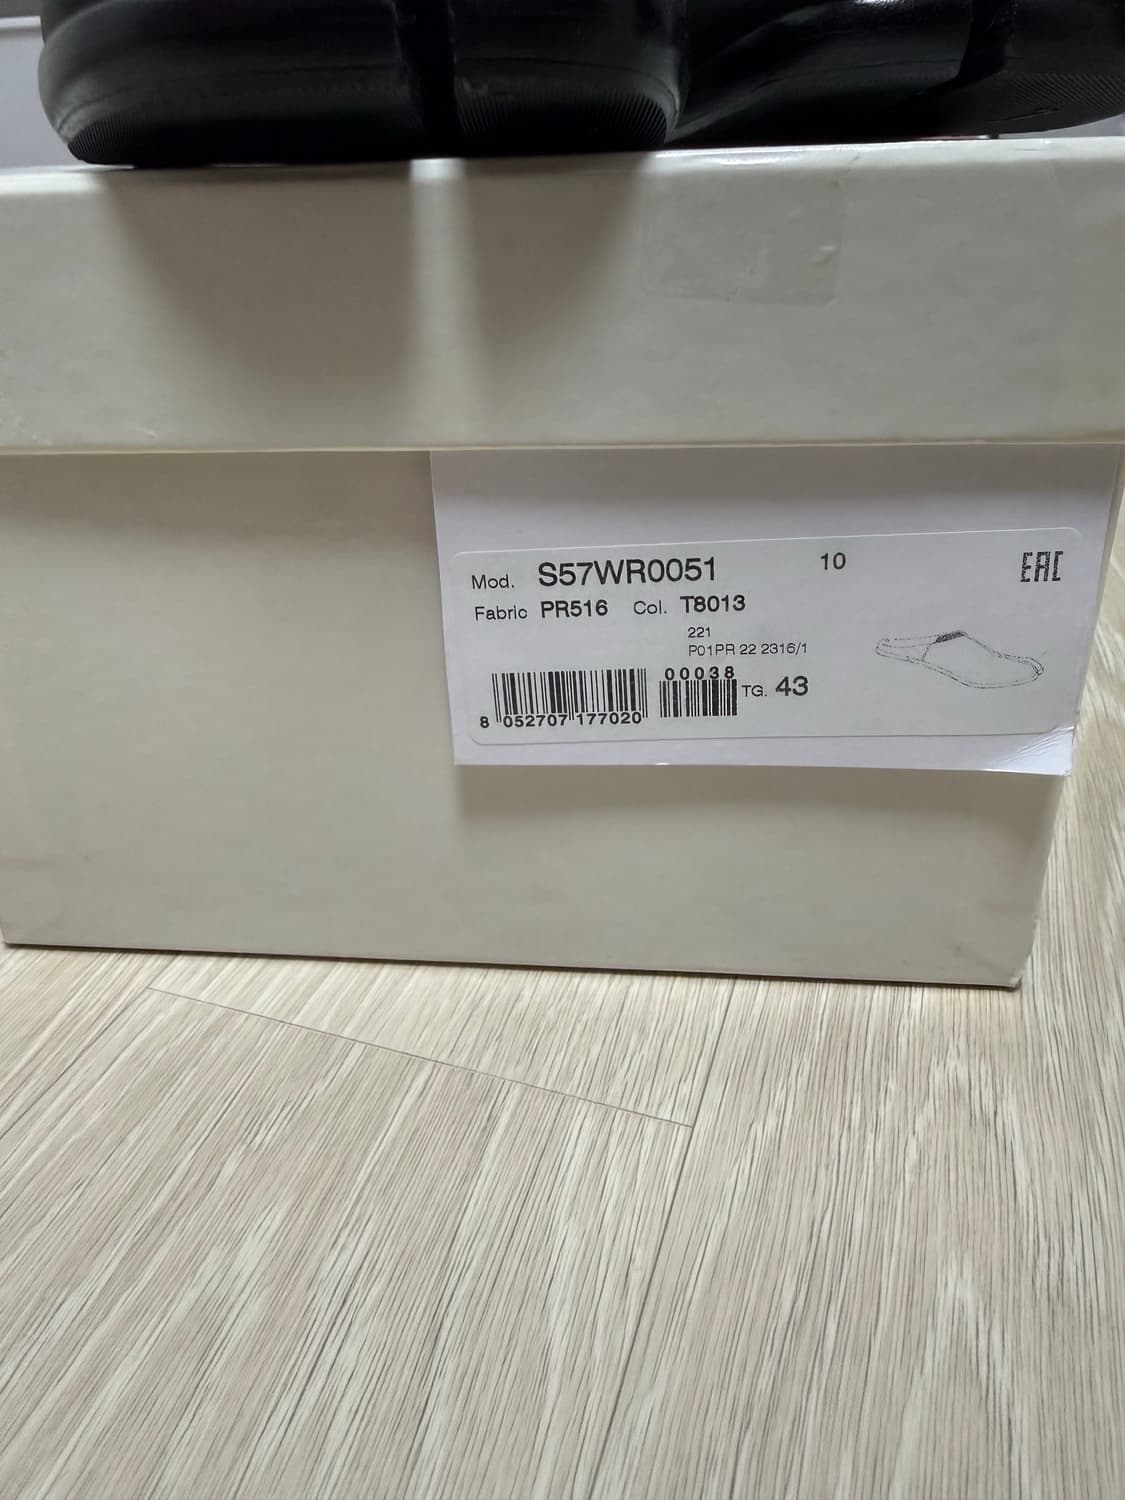 Mod. S57WR0051 10 EAC
Fabric PR516 Col. T8013
221
P01PR 22 2316/1
00038
TG. 43
8 052707 177020